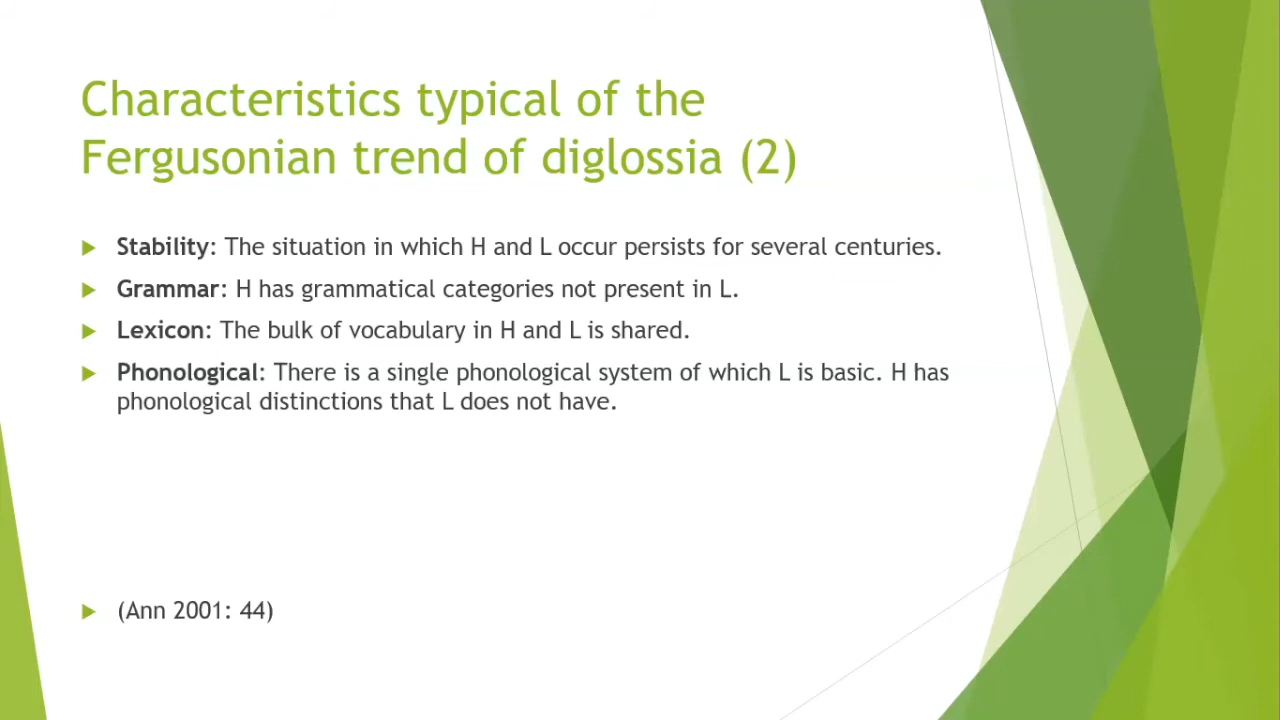 Characteristics typical of the
Fergusonian trend of diglossia (2)
Stability: The situation in which H and L occur persists for several centuries.
Grammar: H has grammatical categories not present in L.
Lexicon: The bulk of vocabulary in H and L is shared.
Phonological: There is a single phonological system of which L is basic. H has
phonological distinctions that L does not have.
(Ann 2001: 44)